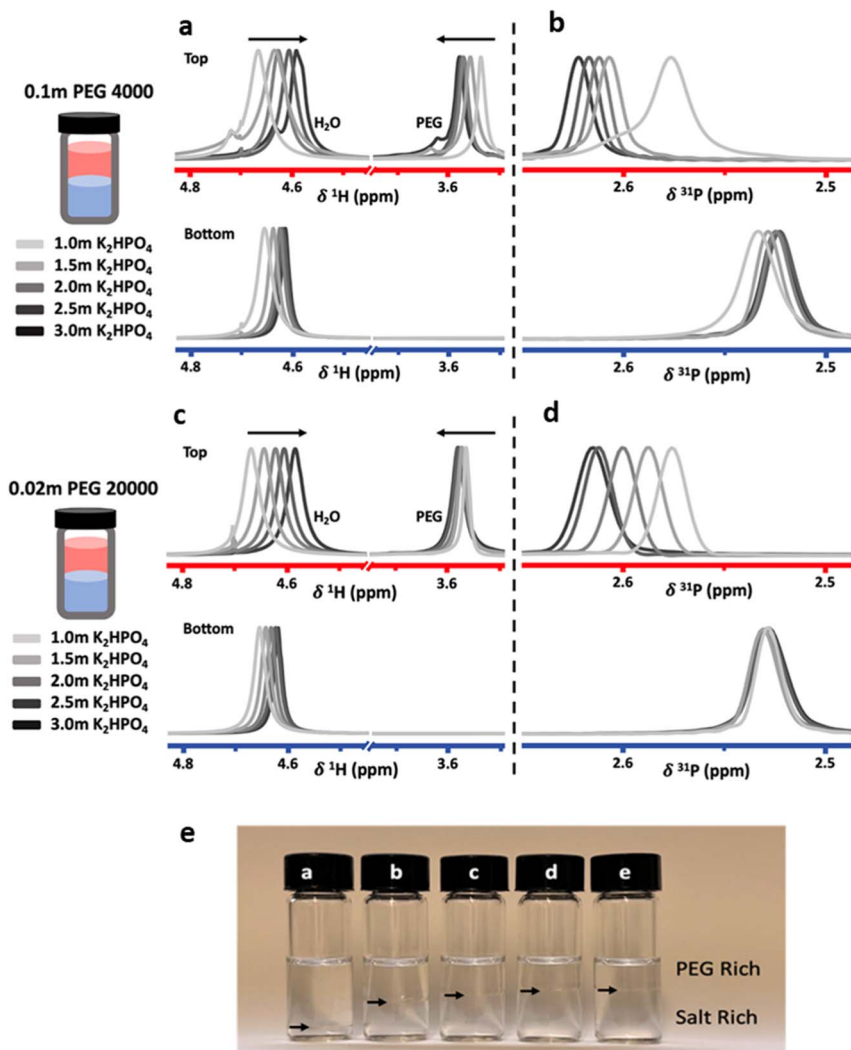 a
b
Top
0.1m PEG 4000
H₂O
PEG
4.8
4.6
3.6
2.6
2.5
δ ¹H (ppm)
δ ³¹P (ppm)
Bottom
1.0m K₂HPO₄
1.5m K₂HPO₄
2.0m K₂HPO₄
2.5m K₂HPO₄
3.0m K₂HPO₄
4.8
4.6
3.6
2.6
2.5
δ ¹H (ppm)
δ ³¹P (ppm)
c
d
Top
0.02m PEG 20000
H₂O
PEG
4.8
4.6
3.6
2.6
2.5
δ ¹H (ppm)
δ ³¹P (ppm)
Bottom
1.0m K₂HPO₄
1.5m K₂HPO₄
2.0m K₂HPO₄
2.5m K₂HPO₄
3.0m K₂HPO₄
4.8
4.6
3.6
2.6
2.5
δ ¹H (ppm)
δ ³¹P (ppm)
e
a b c d e
PEG Rich
Salt Rich